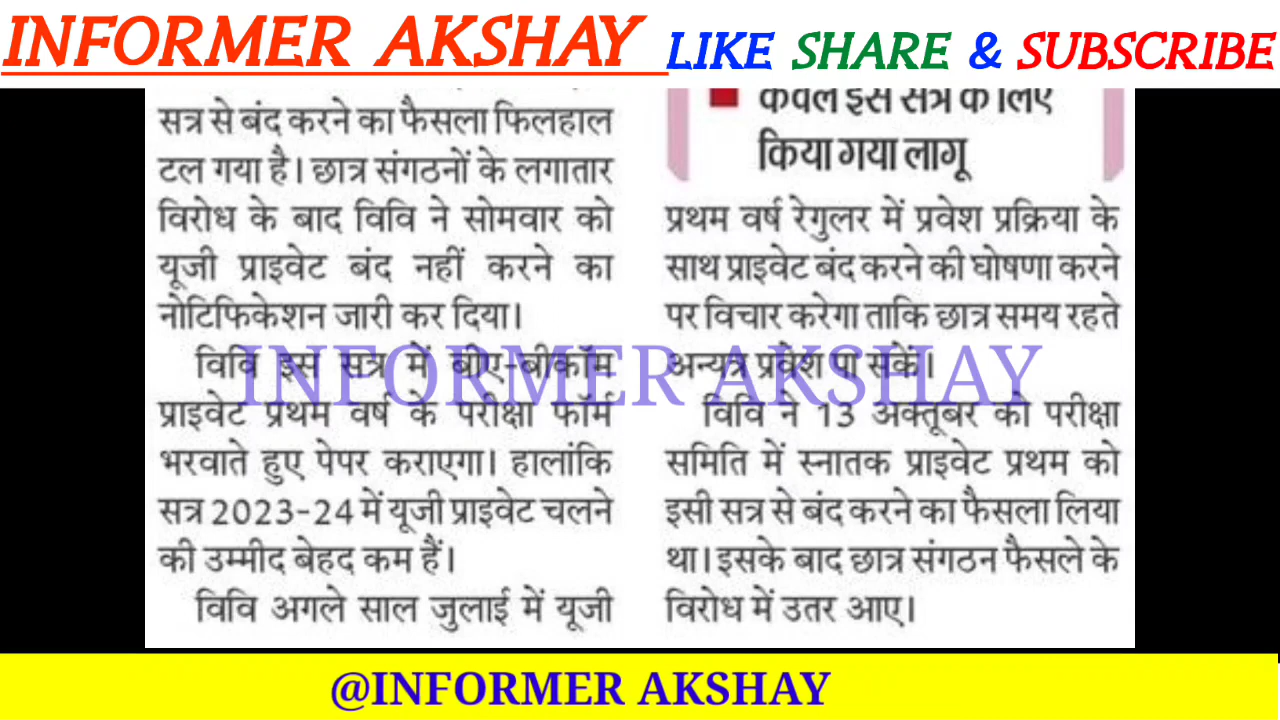 INFORMER AKSHAY LIKE SHARE & SUBSCRIBE
सत्र से बंद करने का फैसला फिलहाल
टल गया है। छात्र संगठनों के लगातार
विरोध के बाद विवि ने सोमवार को
यूजी प्राइवेट बंद नहीं करने का
नोटिफिकेशन जारी कर दिया।
विवि इस सत्र में बीए-बीकॉम
प्राइवेट प्रथम वर्ष के परीक्षा फॉर्म
भरवाते हुए पेपर कराएगा। हालांकि
सत्र 2023-24 में यूजी प्राइवेट चलने
की उम्मीद बेहद कम हैं।
विवि अगले साल जुलाई में यूजी
केवल इस सत्र के लिए
किया गया लागू
प्रथम वर्ष रेगुलर में प्रवेश प्रक्रिया के
साथ प्राइवेट बंद करने की घोषणा करने
पर विचार करेगा ताकि छात्र समय रहते
अन्यत्र प्रवेश पा सकें।
विवि ने 13 अक्तूबर को परीक्षा
समिति में स्नातक प्राइवेट प्रथम को
इसी सत्र से बंद करने का फैसला लिया
था। इसके बाद छात्र संगठन फैसले के
विरोध में उतर आए।
INFORMER AKSHAY
@INFORMER AKSHAY